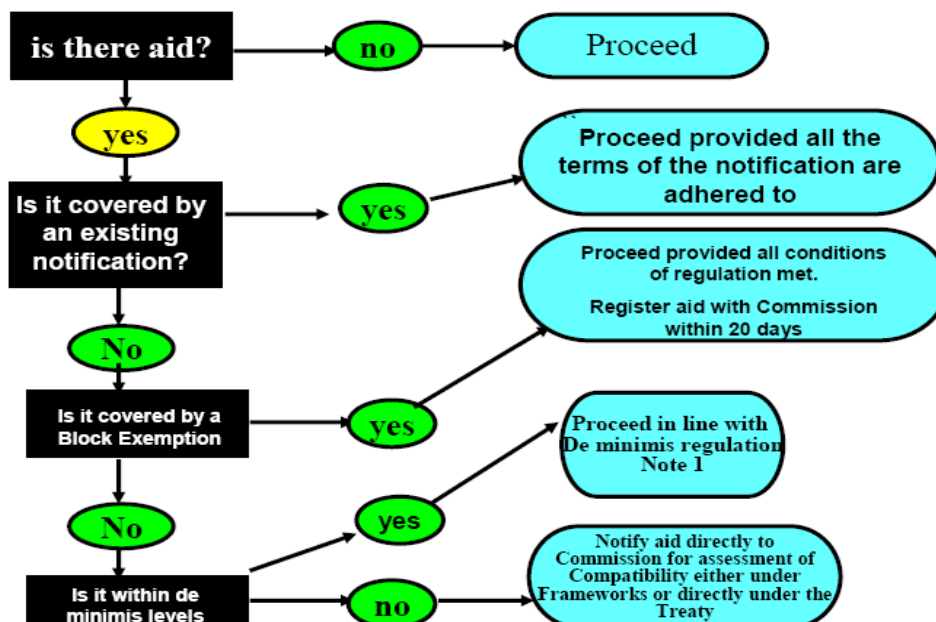 is there aid?
no
Proceed
yes
Proceed provided all the
terms of the notification are
adhered to
Is it covered by
an existing
notification?
yes
Proceed provided all conditions
of regulation met.
Register aid with Commission
within 20 days
No
Is it covered by a
Block Exemption
yes
Proceed in line with
De minimis regulation
Note 1
No
yes
Notify aid directly to
Commission for assessment of
Compatibility either under
Frameworks or directly under the
Treaty
Is it within de
minimis levels
no